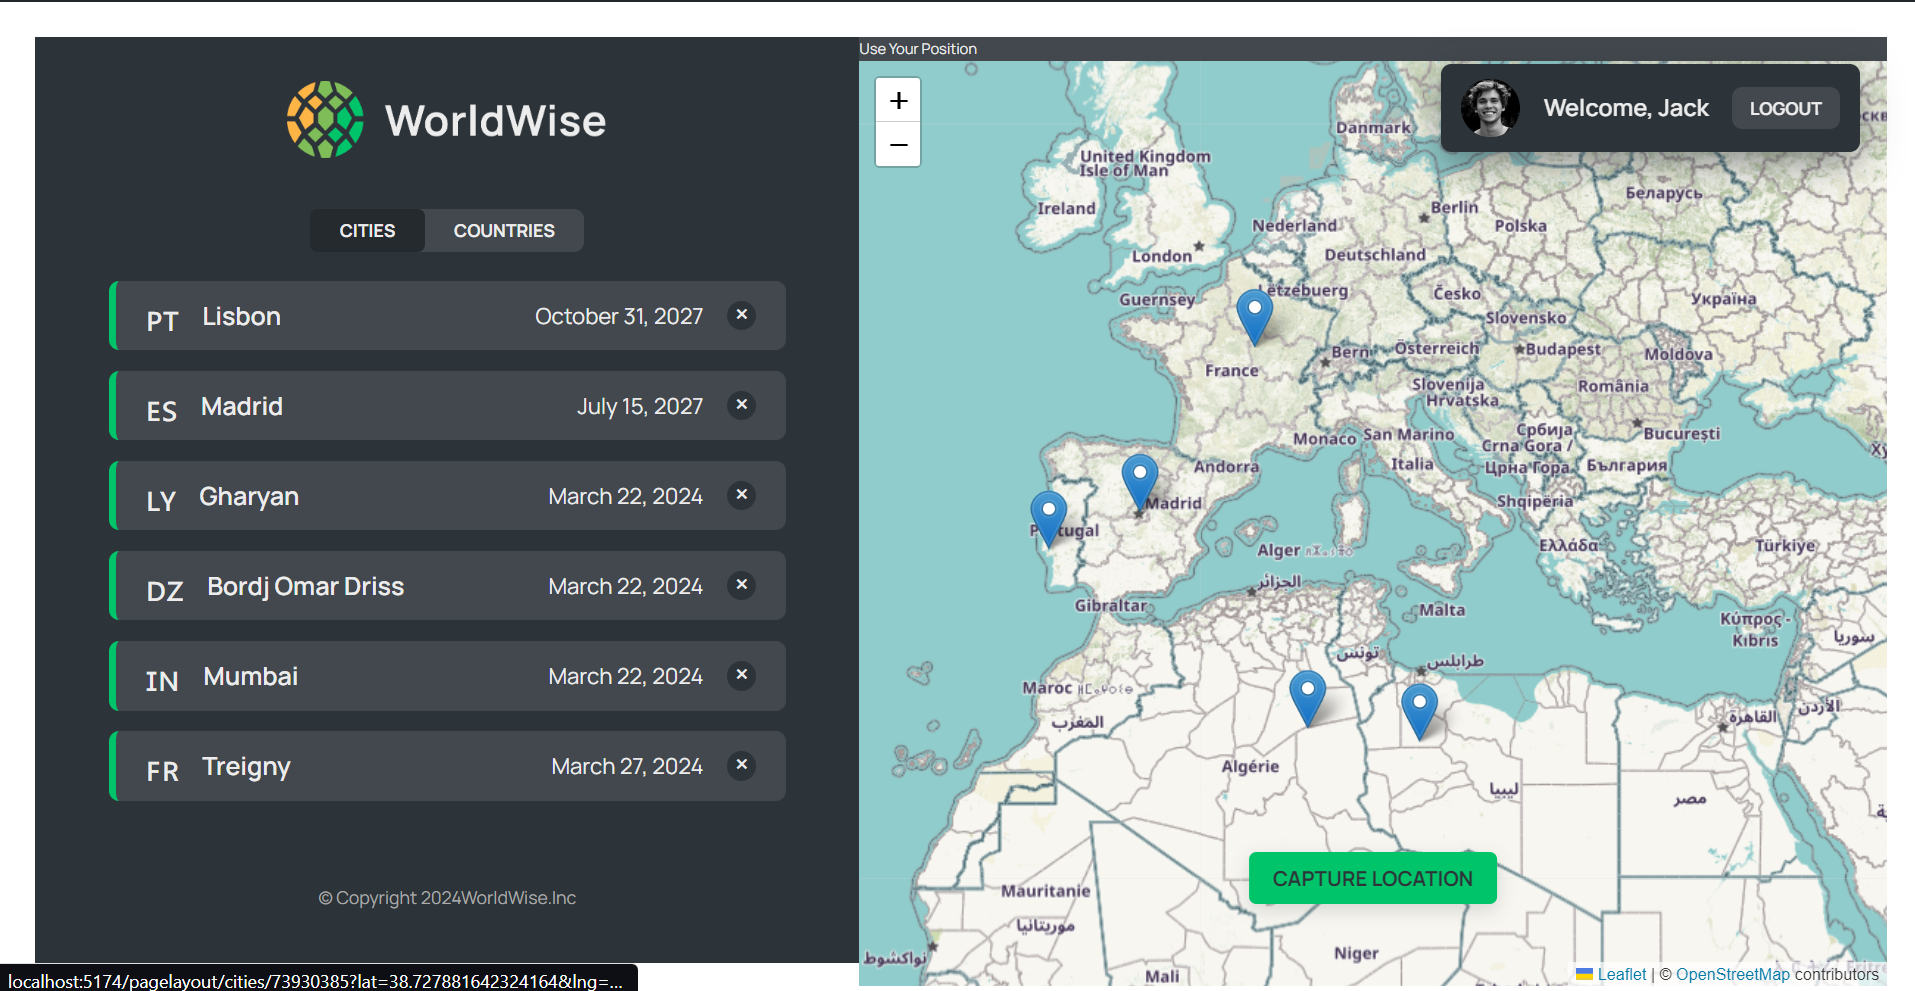 WorldWise
CITIES
COUNTRIES
PT Lisbon October 31, 2027 ×
ES Madrid July 15, 2027 ×
LY Gharyan March 22, 2024 ×
DZ Bordj Omar Driss March 22, 2024 ×
IN Mumbai March 22, 2024 ×
FR Treigny March 27, 2024 ×
© Copyright 2024WorldWise.Inc
localhost:5174/pagelayout/cities/73930385?lat=38.727881642324164&lng=...
Use Your Position
+
−
Welcome, Jack
LOGOUT
Danmark
United Kingdom
Isle of Man
Ireland
Беларусь
Berlin
Nederland
Polska
London
Deutschland
Lëtzebuerg
Guernsey
Česko
Україна
Slovensko
Bern
Österreich
Budapest
Moldova
France
Slovenija
Hrvatska
România
Monaco
San Marino
Србија
București
Crna Gora /
Црна Гора
Andorra
Italia
България
Madrid
Shqipëria
Portugal
Ελλάδα
Türkiye
Alger
الجزائر
Gibraltar
Malta
Κύπρος -
Kıbrıs
سوريا
تونس
طرابلس
Maroc
المغرب
القاهرة
الأردن
Algérie
ليبيا
مصر
CAPTURE LOCATION
Mauritanie
موريتانيا
نواكشوط
Niger
Mali
Leaflet | © OpenStreetMap contributors